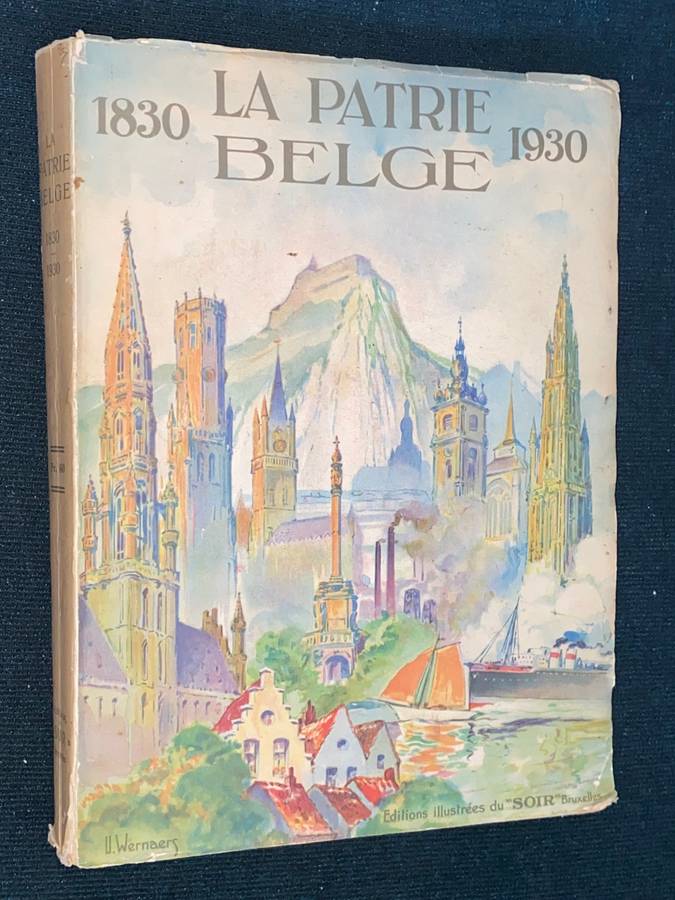 1830
LA PATRIE
BELGE
1930
Editions illustrées du "SOIR" Bruxelles
U. Wernaers
LA
PATRIE
BELGE
1830
1930